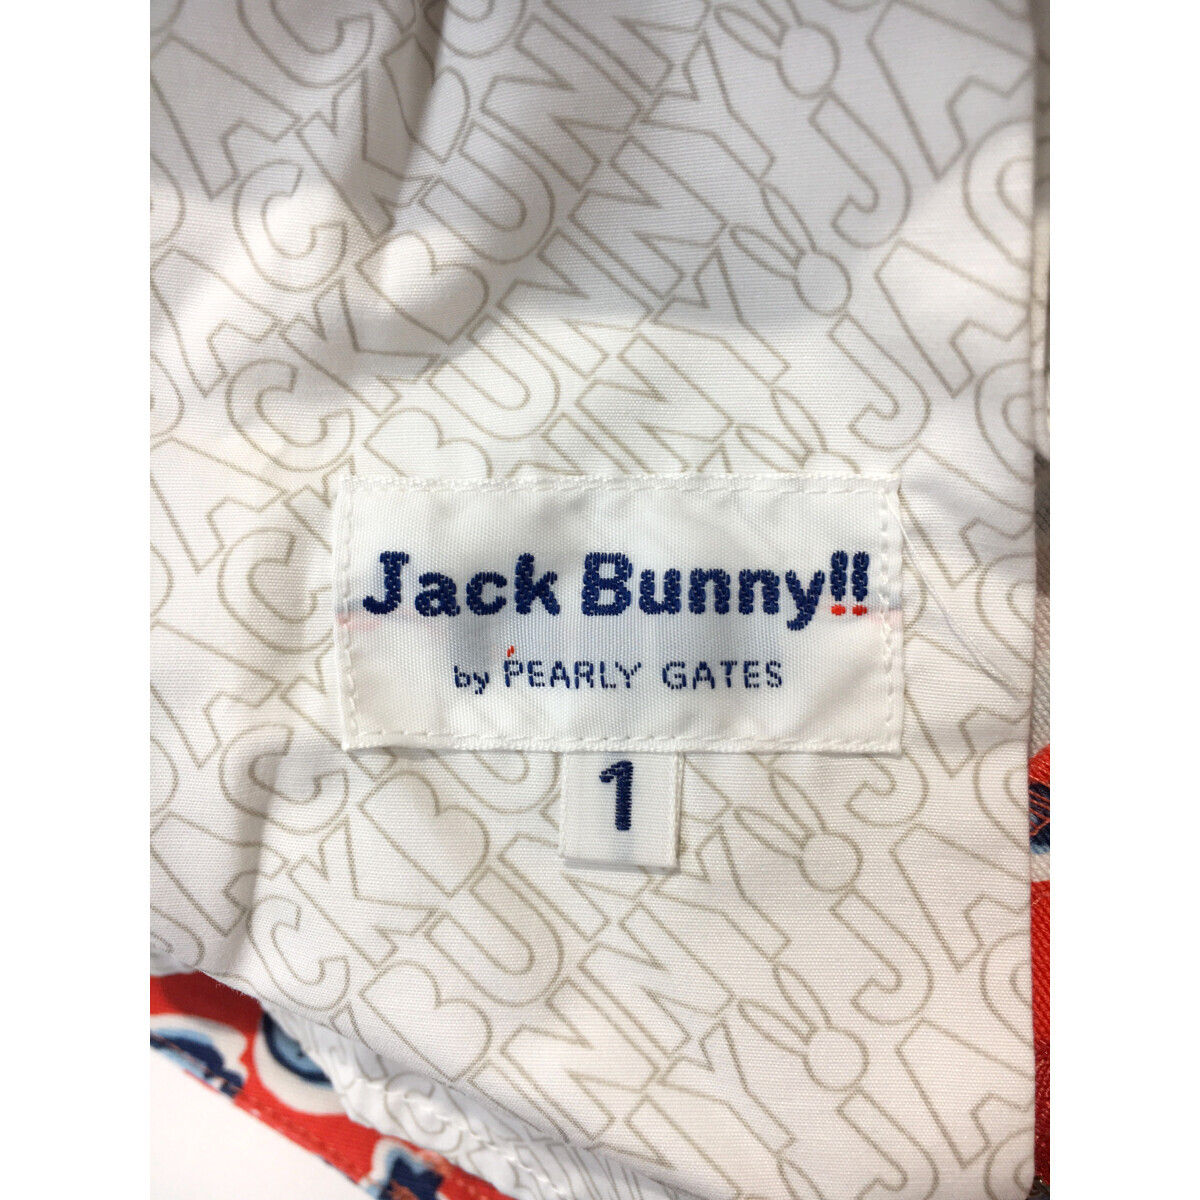 Jack Bunny!!
by PEARLY GATES
1